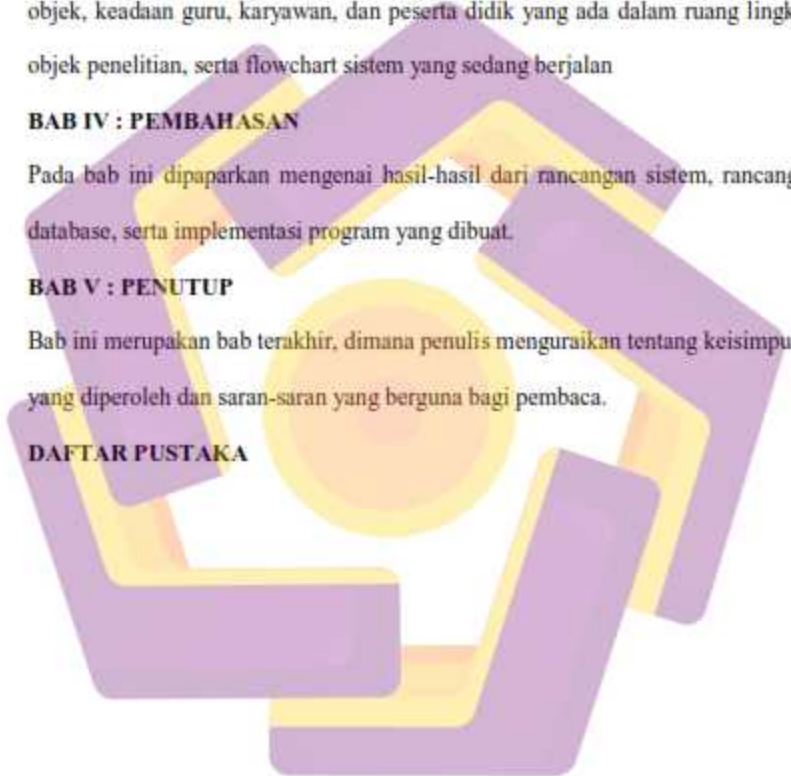 objek, keadaan guru, karyawan, dan peserta didik yang ada dalam ruang lingk
objek penelitian, serta flowchart sistem yang sedang berjalan
BAB IV : PEMBAHASAN
Pada bab ini dipaparkan mengenai hasil-hasil dari rancangan sistem, rancang
database, serta implementasi program yang dibuat.
BAB V : PENUTUP
Bab ini merupakan bab terakhir, dimana penulis menguraikan tentang keisimpu
yang diperoleh dan saran-saran yang berguna bagi pembaca.
DAFTAR PUSTAKA